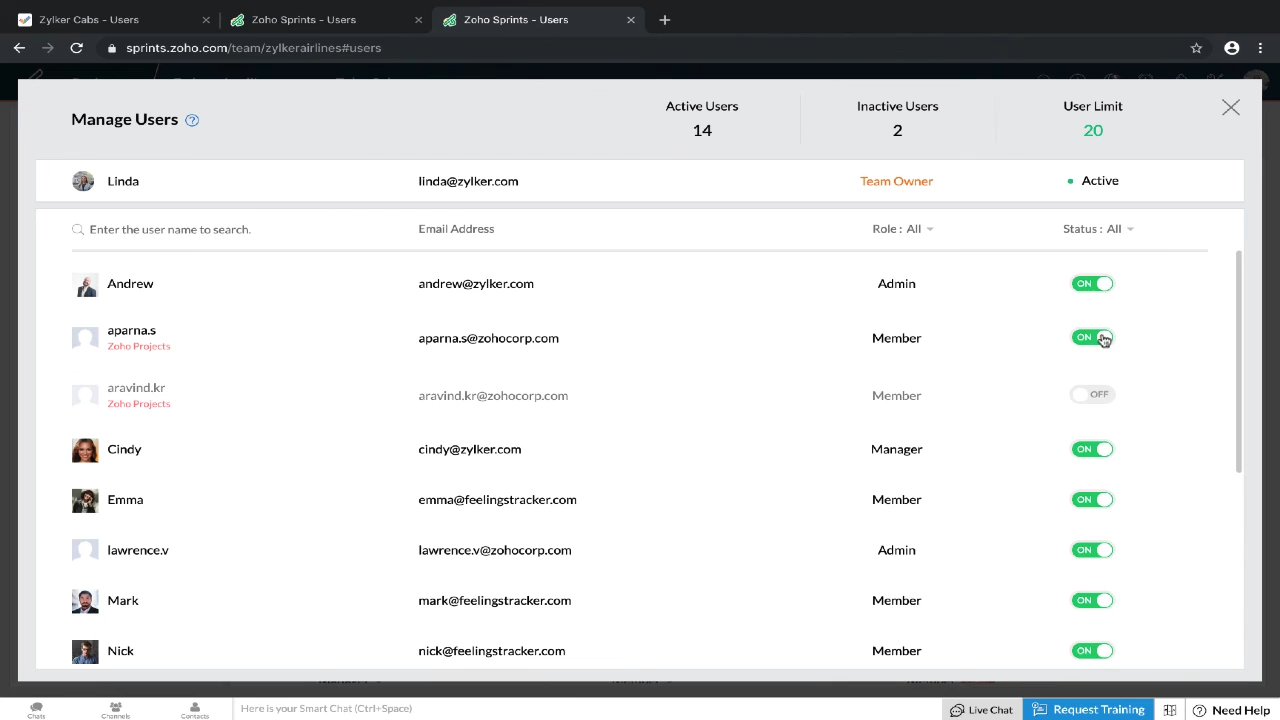 Zylker Cabs - Users
Zoho Sprints - Users
Zoho Sprints - Users
sprints.zoho.com/team/zylkerairlines#users
Manage Users
Active Users
14
Inactive Users
2
User Limit
20
Linda
linda@zylker.com
Team Owner
Active
Enter the user name to search.
Email Address
Role : All
Status : All
Andrew
andrew@zylker.com
Admin
ON
aparna.s
Zoho Projects
aparna.s@zohocorp.com
Member
ON
aravind.kr
Zoho Projects
aravind.kr@zohocorp.com
Member
OFF
Cindy
cindy@zylker.com
Manager
ON
Emma
emma@feelingstracker.com
Member
ON
lawrence.v
lawrence.v@zohocorp.com
Admin
ON
Mark
mark@feelingstracker.com
Member
ON
Nick
nick@feelingstracker.com
Member
ON
Chats
Channels
Contacts
Here is your Smart Chat (Ctrl+Space)
Live Chat
Request Training
Need Help